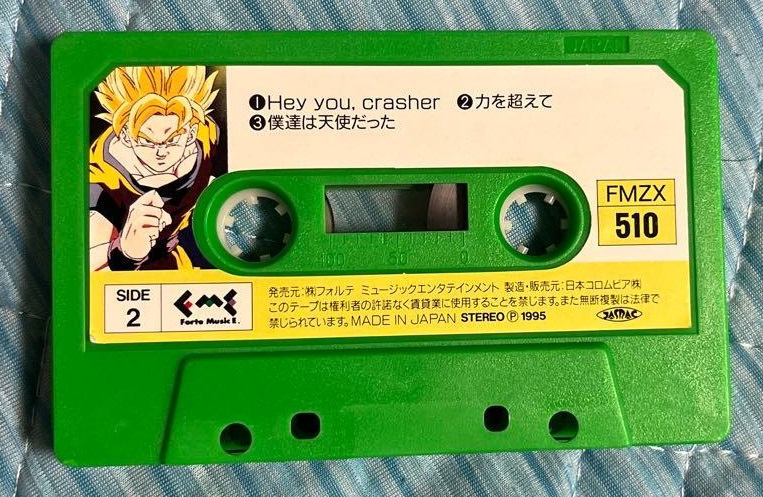 JAPAN
❶Hey you, crasher ❷力を超えて
❸僕達は天使だった
FMZX
510
100 50 0
SIDE
2
FME
Forte Music E.
発売元:㈱フォルテ ミュージックエンタテインメント 製造・販売元:日本コロムビア㈱
このテープは権利者の許諾なく賃貸業に使用することを禁じます。また無断複製は法律で
禁じられています。MADE IN JAPAN STEREO Ⓟ 1995
JASRAC